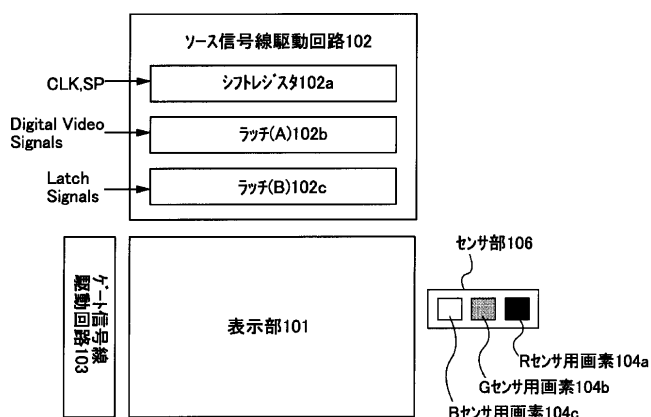 ソース信号線駆動回路102
CLK,SP
シフトレジスタ102a
Digital Video
Signals
ラッチ(A)102b
Latch
Signals
ラッチ(B)102c
ゲート信号線
駆動回路103
表示部101
センサ部106
Rセンサ用画素104a
Gセンサ用画素104b
Bセンサ用画素104c